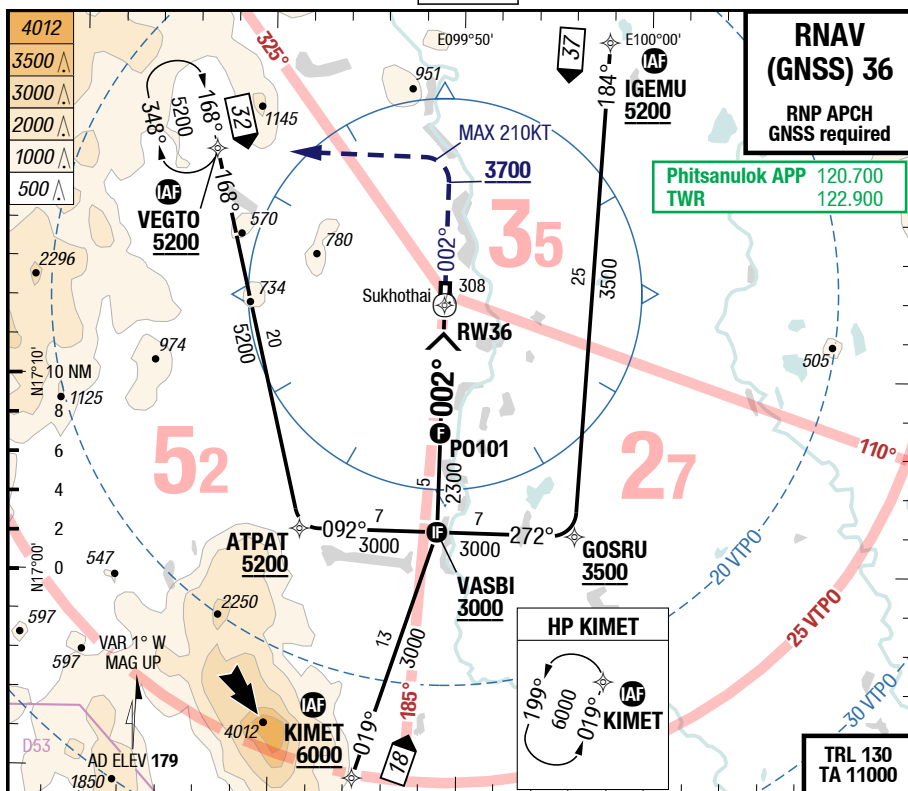 4012
3500
3000
2000
1000
500
325°
E099°50'
37
E100°00'
RNAV
(GNSS) 36
RNP APCH
GNSS required
Phitsanulok APP 120.700
TWR 122.900
951
184°
IAF
IGEMU
5200
348°
5200
168°
32
1145
MAX 210KT
3700
168°
IAF
VEGTO
5200
570
780
002°
35
25
3500
2296
734
Sukhothai
308
RW36
20
5200
974
505
N17°10'
10 NM
8
6
4
2
0
1125
002°
F
PO101
52
27
110°
5
2300
ATPAT
5200
092°
7
3000
IF
7
3000
272°
GOSRU
3500
VASBI
3000
20 VTPO
N17°00'
547
2250
597
597
VAR 1° W
MAG UP
13
3000
HP KIMET
199°
6000
019°
IAF
KIMET
25 VTPO
30 VTPO
4012
IAF
KIMET
6000
019°
185°
18
D53
AD ELEV 179
1850
TRL 130
TA 11000